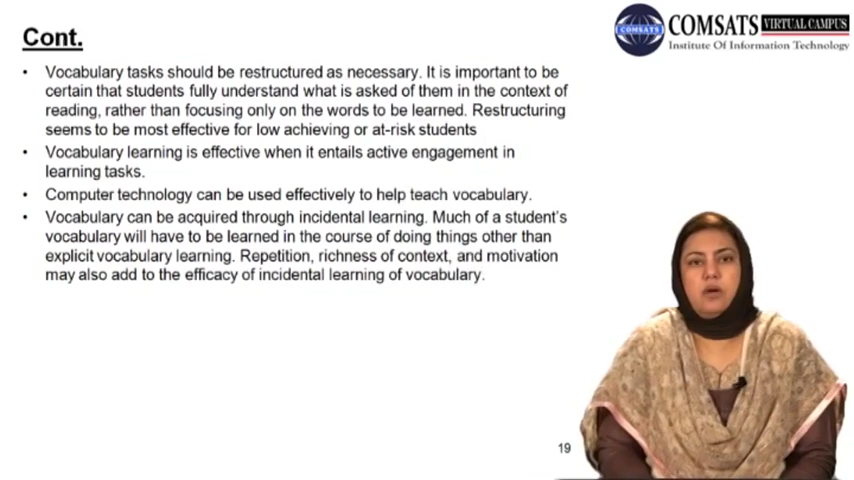 Cont.
COMSATS VIRTUAL CAMPUS
COMSATS
Institute Of Information Technology
• Vocabulary tasks should be restructured as necessary. It is important to be
certain that students fully understand what is asked of them in the context of
reading, rather than focusing only on the words to be learned. Restructuring
seems to be most effective for low achieving or at-risk students
• Vocabulary learning is effective when it entails active engagement in
learning tasks.
• Computer technology can be used effectively to help teach vocabulary.
• Vocabulary can be acquired through incidental learning. Much of a student's
vocabulary will have to be learned in the course of doing things other than
explicit vocabulary learning. Repetition, richness of context, and motivation
may also add to the efficacy of incidental learning of vocabulary.
19